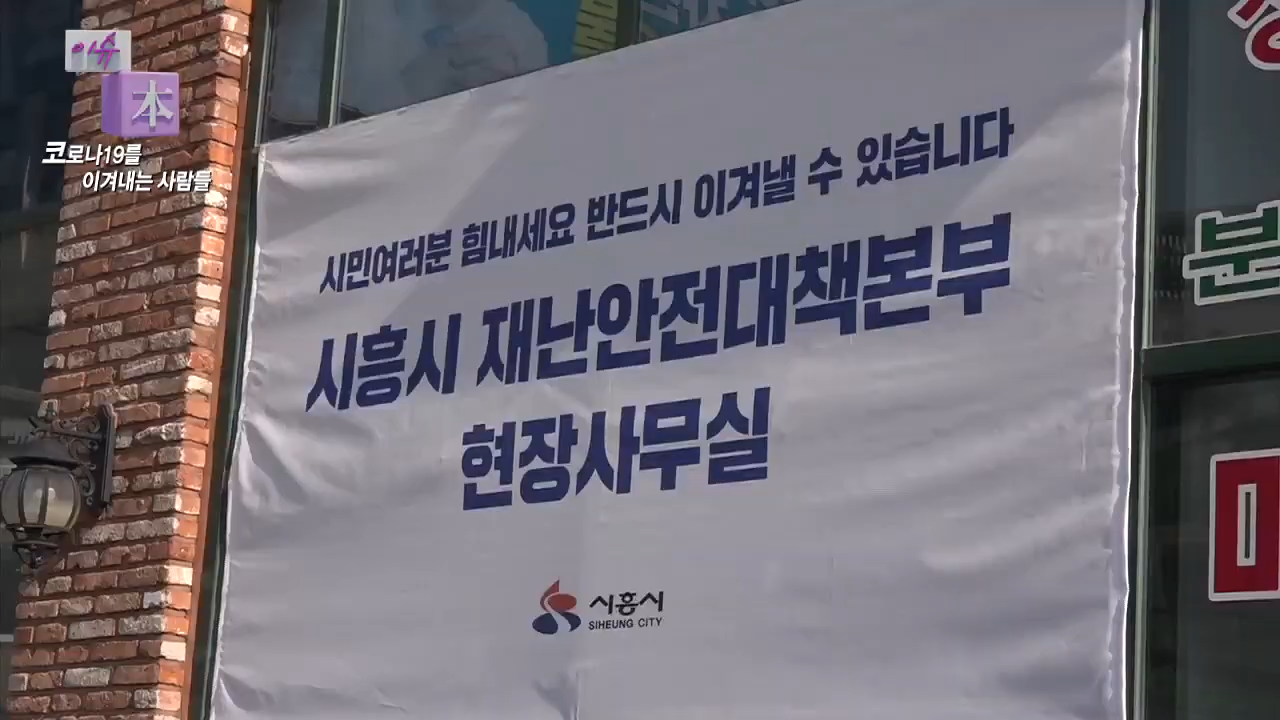 이슈
本
코로나19를
이겨내는 사람들
시민여러분 힘내세요 반드시 이겨낼 수 있습니다
시흥시 재난안전대책본부
현장사무실
시흥시
SIHEUNG CITY
분